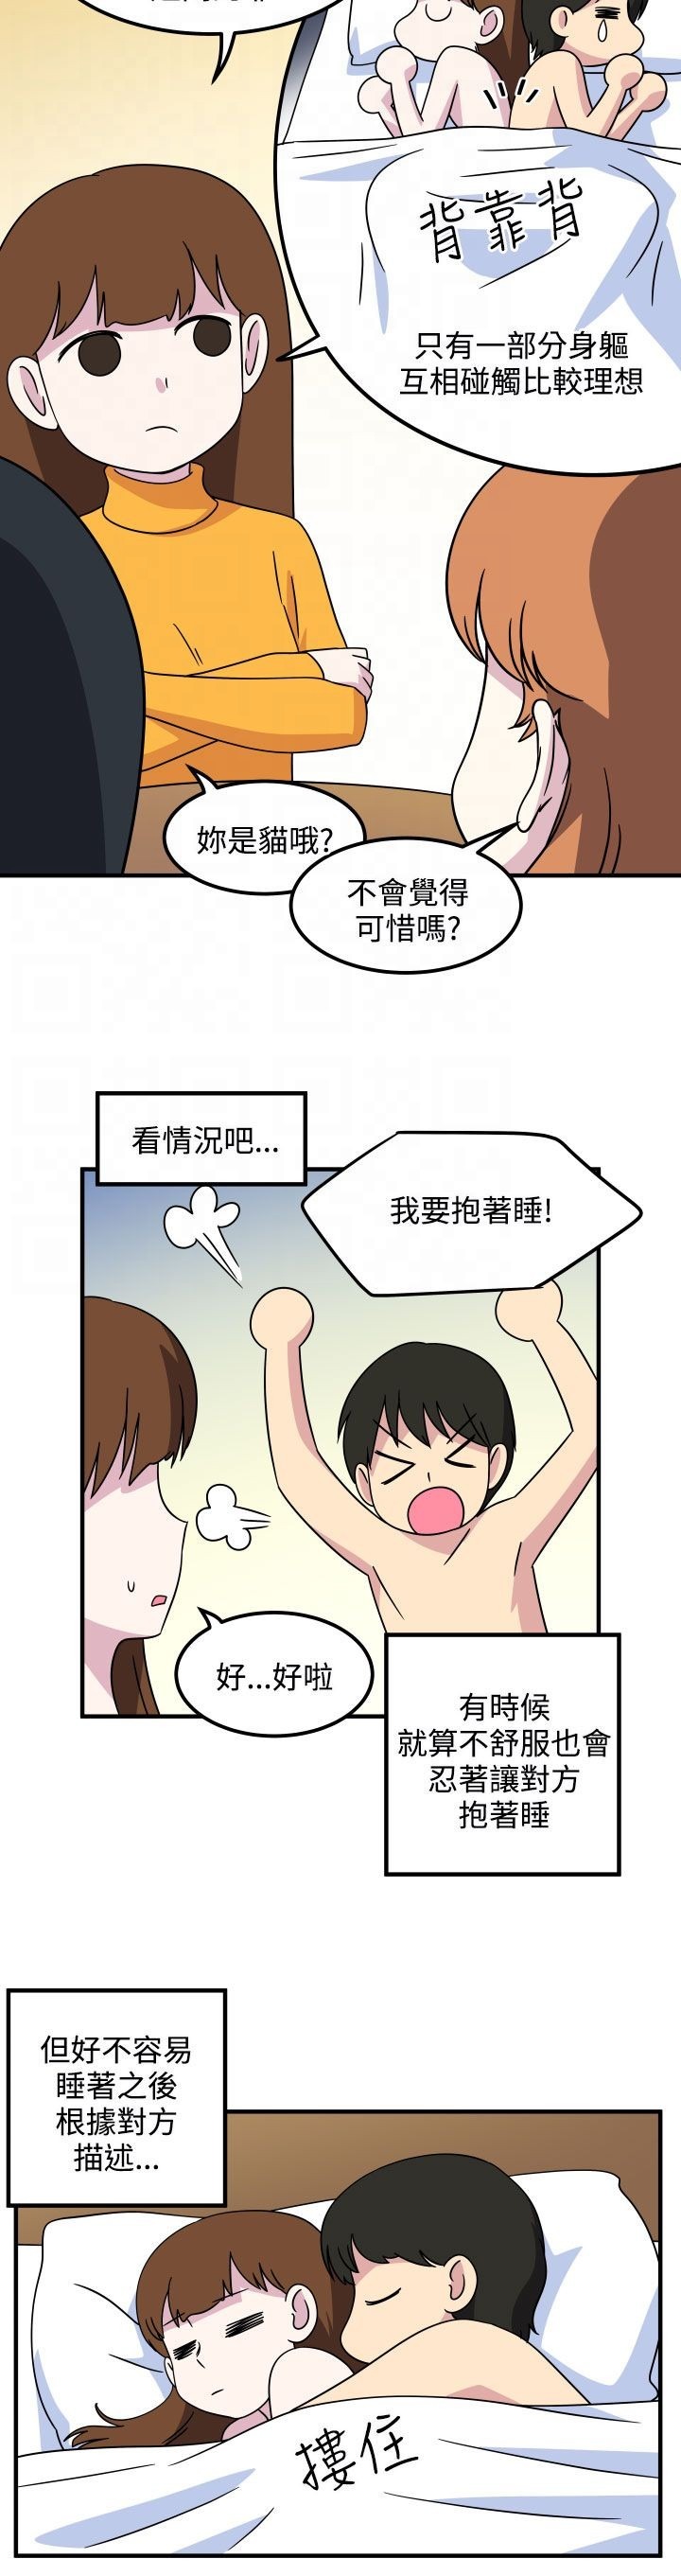 背靠背
只有一部分身軀
互相碰觸比較理想
妳是貓哦?
不會覺得
可惜嗎?
看情況吧...
我要抱著睡!
好...好啦
有時候
就算不舒服也會
忍著讓對方
抱著睡
但好不容易
睡著之後
根據對方
描述...
摟住